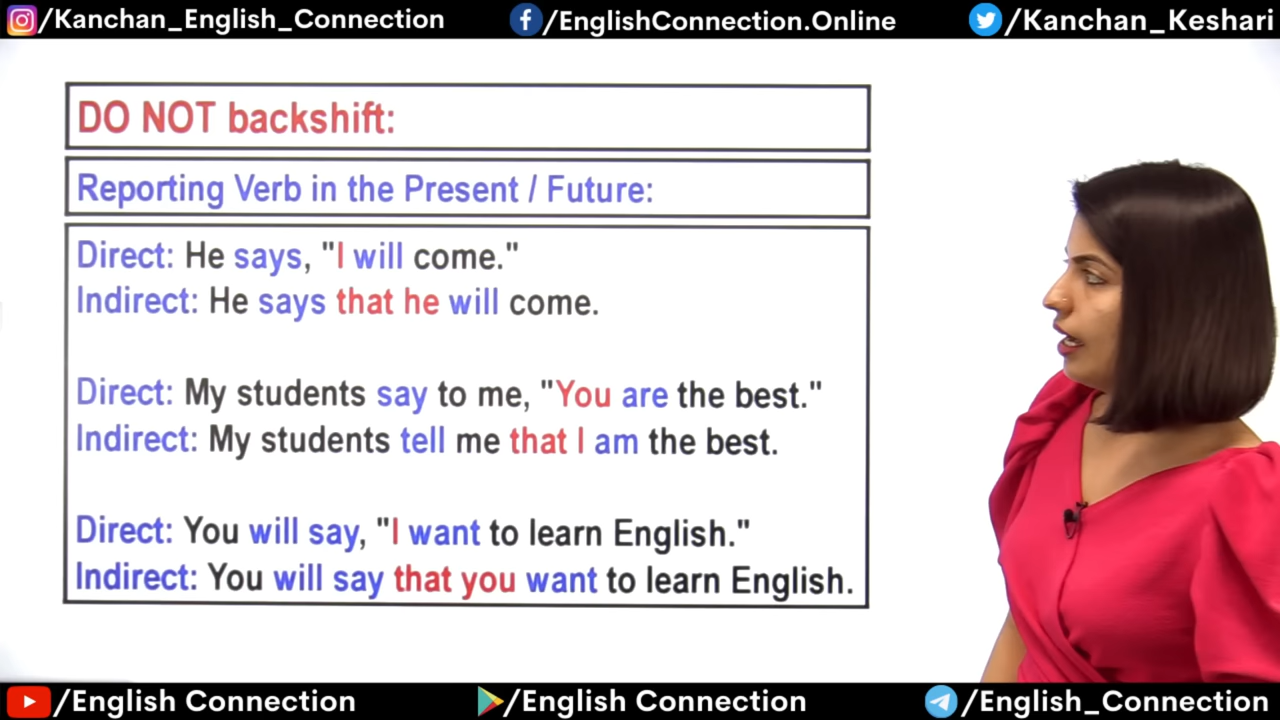 /Kanchan_English_Connection
/EnglishConnection.Online
/Kanchan_Keshari
DO NOT backshift:
Reporting Verb in the Present / Future:
Direct: He says, "I will come."
Indirect: He says that he will come.
Direct: My students say to me, "You are the best."
Indirect: My students tell me that I am the best.
Direct: You will say, "I want to learn English."
Indirect: You will say that you want to learn English.
/English Connection
/English Connection
/English_Connection